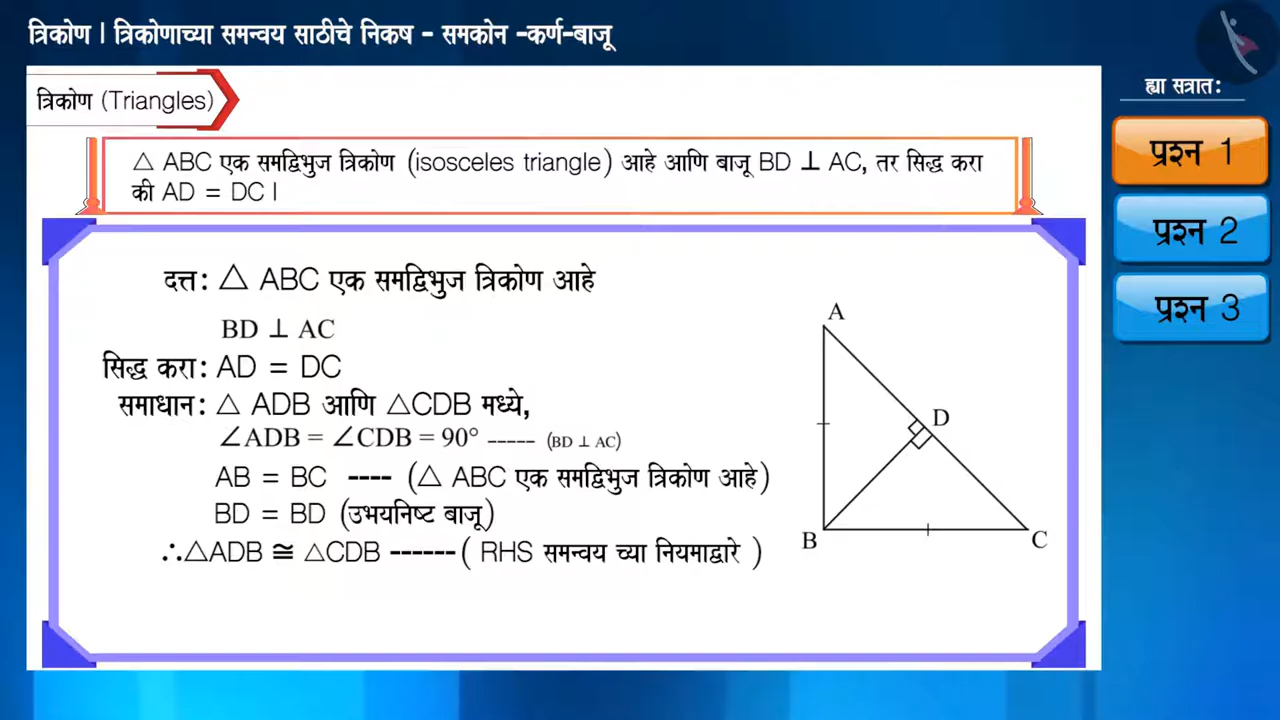 त्रिकोण | त्रिकोणाच्या समन्वय साठीचे निकष - समकोन -कर्ण-बाजू
ह्या सत्रात:
त्रिकोण (Triangles)
प्रश्न 1
प्रश्न 2
प्रश्न 3
△ ABC एक समद्विभुज त्रिकोण (isosceles triangle) आहे आणि बाजू BD ⊥ AC, तर सिद्ध करा
की AD = DC |
दत्त: △ ABC एक समद्विभुज त्रिकोण आहे
BD ⊥ AC
सिद्ध करा: AD = DC
समाधान: △ ADB आणि △CDB मध्ये,
∠ADB = ∠CDB = 90° ----- (BD ⊥ AC)
AB = BC ---- (△ ABC एक समद्विभुज त्रिकोण आहे)
BD = BD (उभयनिष्ट बाजू)
∴△ADB ≅ △CDB ------( RHS समन्वय च्या नियमाद्वारे )
A
D
B
C